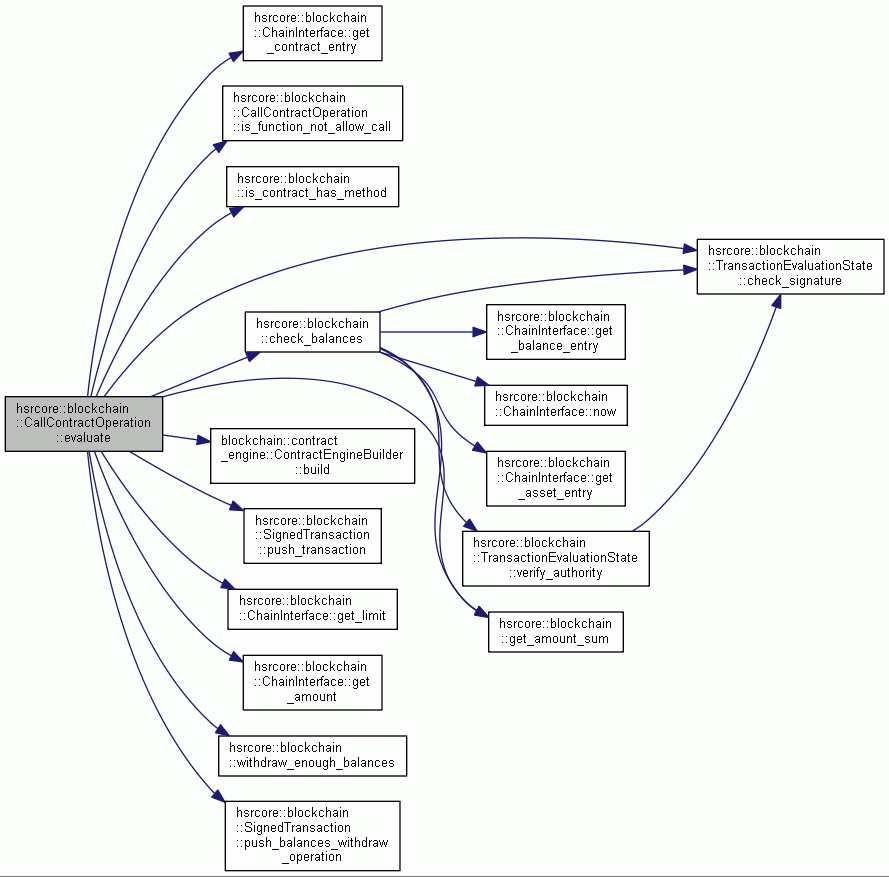 hsrcore::blockchain
::ChainInterface::get
_contract_entry
hsrcore::blockchain
::CallContractOperation
::is_function_not_allow_call
hsrcore::blockchain
::is_contract_has_method
hsrcore::blockchain
::TransactionEvaluationState
::check_signature
hsrcore::blockchain
::check_balances
hsrcore::blockchain
::ChainInterface::get
_balance_entry
hsrcore::blockchain
::ChainInterface::now
hsrcore::blockchain
::CallContractOperation
::evaluate
blockchain::contract
_engine::ContractEngineBuilder
::build
hsrcore::blockchain
::ChainInterface::get
_asset_entry
hsrcore::blockchain
::SignedTransaction
::push_transaction
hsrcore::blockchain
::TransactionEvaluationState
::verify_authority
hsrcore::blockchain
::ChainInterface::get_limit
hsrcore::blockchain
::get_amount_sum
hsrcore::blockchain
::ChainInterface::get
_amount
hsrcore::blockchain
::withdraw_enough_balances
hsrcore::blockchain
::SignedTransaction
::push_balances_withdraw
_operation